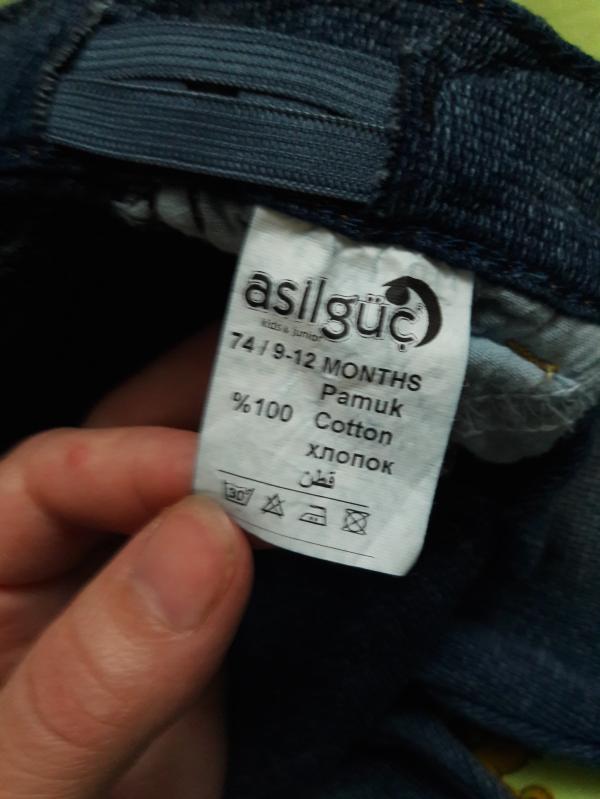 asilgüç
kids & junior
74 / 9-12 MONTHS
Pamuk
%100 Cotton
хлопок
قطن
30°